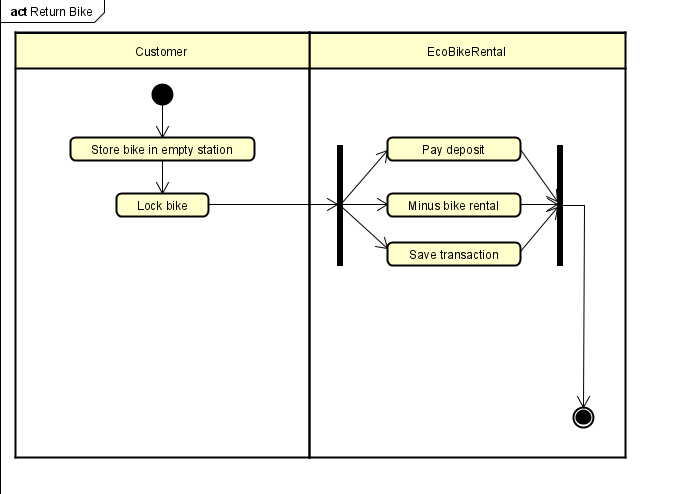 act Return Bike
Customer
EcoBikeRental
Store bike in empty station
Pay deposit
Lock bike
Minus bike rental
Save transaction